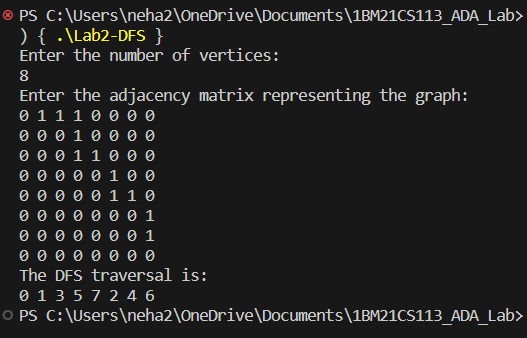 PS C:\Users\neha2\OneDrive\Documents\1BM21CS113_ADA_Lab>
) { .\Lab2-DFS }
Enter the number of vertices:
8
Enter the adjacency matrix representing the graph:
0 1 1 1 0 0 0 0
0 0 0 1 0 0 0 0
0 0 0 1 1 0 0 0
0 0 0 0 0 1 0 0
0 0 0 0 0 1 1 0
0 0 0 0 0 0 0 1
0 0 0 0 0 0 0 1
0 0 0 0 0 0 0 0
The DFS traversal is:
0 1 3 5 7 2 4 6
PS C:\Users\neha2\OneDrive\Documents\1BM21CS113_ADA_Lab>